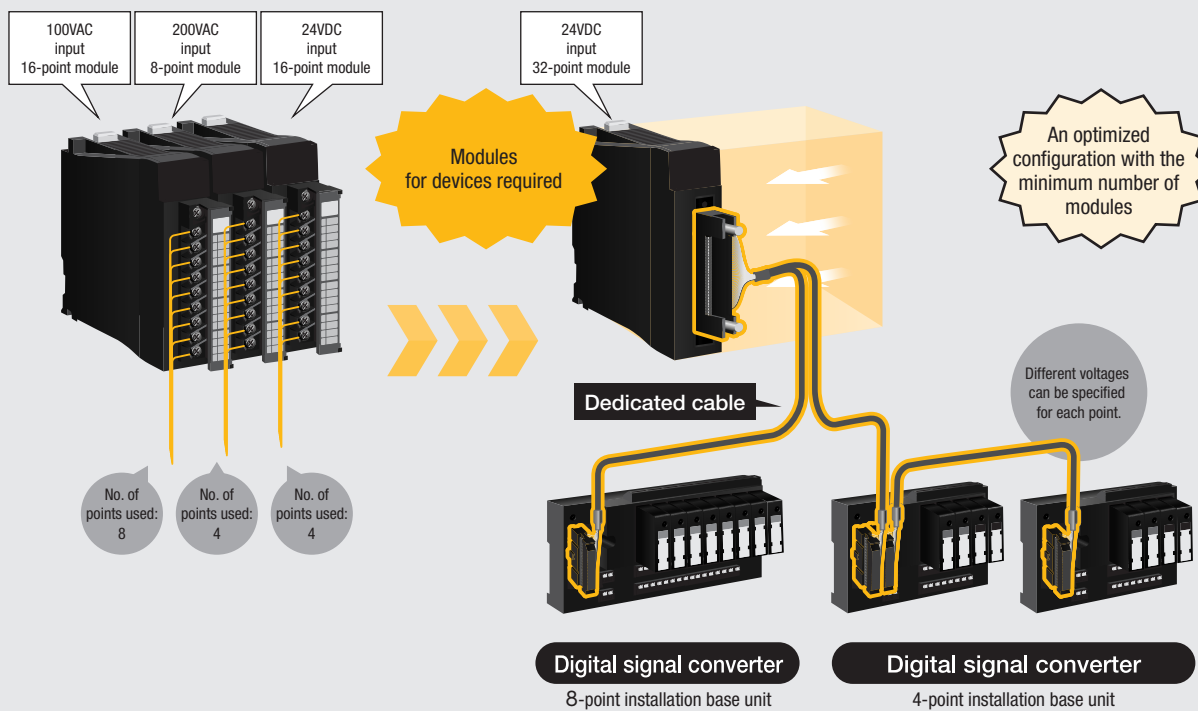 100VAC
input
16-point module
200VAC
input
8-point module
24VDC
input
16-point module
24VDC
input
32-point module
Modules
for devices required
An optimized
configuration with the
minimum number of
modules
Dedicated cable
Different voltages
can be specified
for each point.
No. of
points used:
8
No. of
points used:
4
No. of
points used:
4
Digital signal converter
8-point installation base unit
Digital signal converter
4-point installation base unit